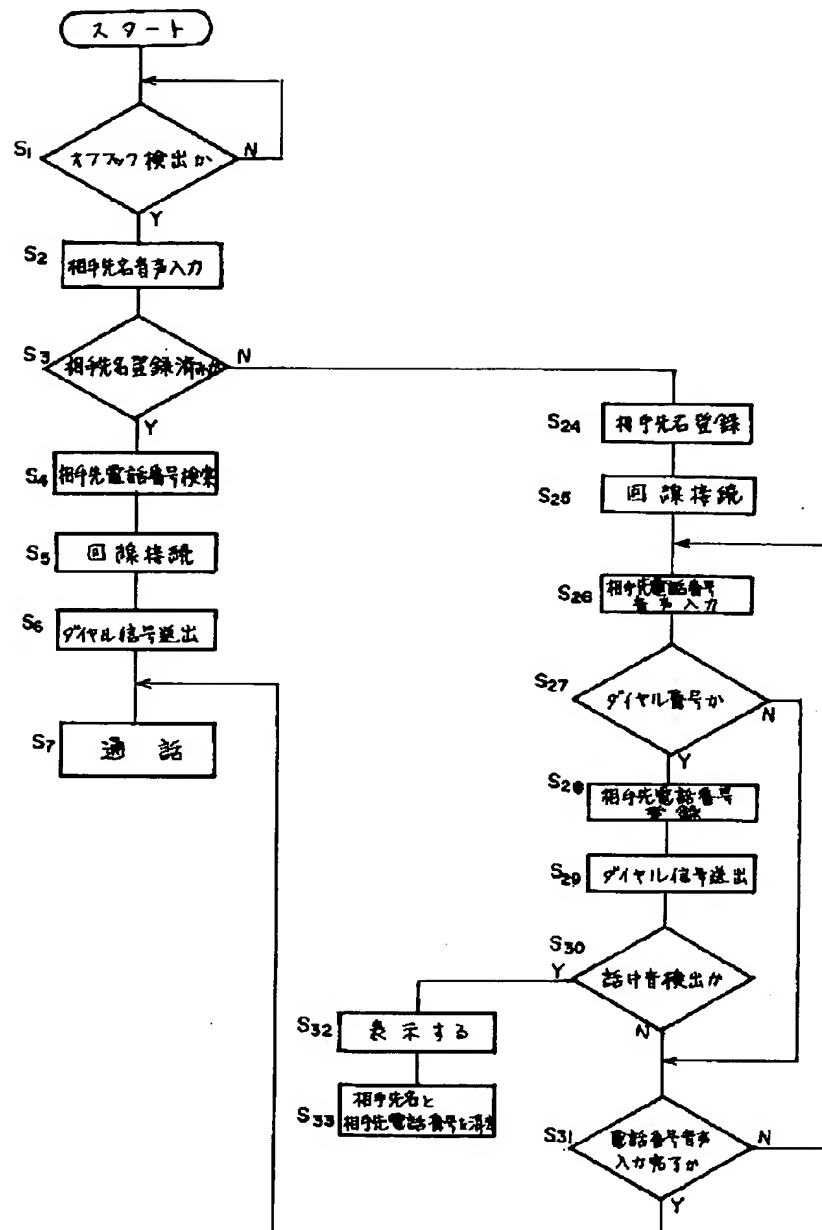 スタート
S1
オフフック検出か
N
Y
S2
相手先名音声入力
S3
相手先名登録済みか
N
Y
S4
相手先電話番号検索
S5
回線接続
S6
ダイヤル信号送出
S7
通話
S24
相手先名登録
S25
回線接続
S26
相手先電話番号
音声入力
S27
ダイヤル番号か
N
Y
S28
相手先電話番号
登録
S29
ダイヤル信号送出
S30
話中音検出か
Y
N
S32
表示する
S33
相手先名と
相手先電話番号を消去
S31
電話番号音声
入力完了か
N
Y